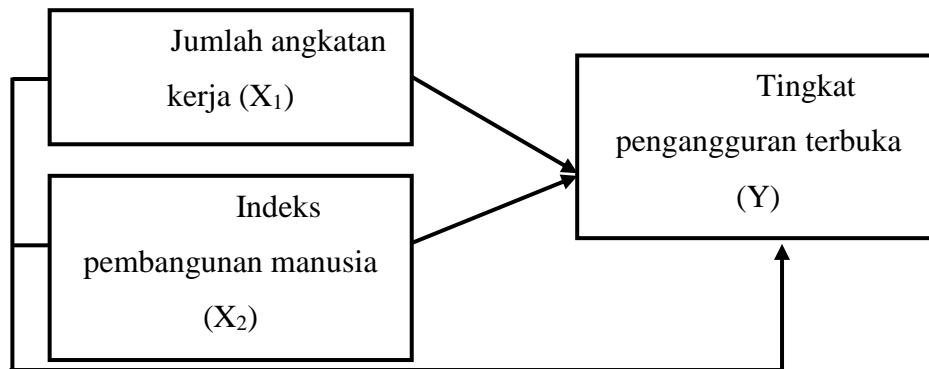 Jumlah angkatan
kerja (X₁)
Indeks
pembangunan manusia
(X₂)
Tingkat
pengangguran terbuka
(Y)